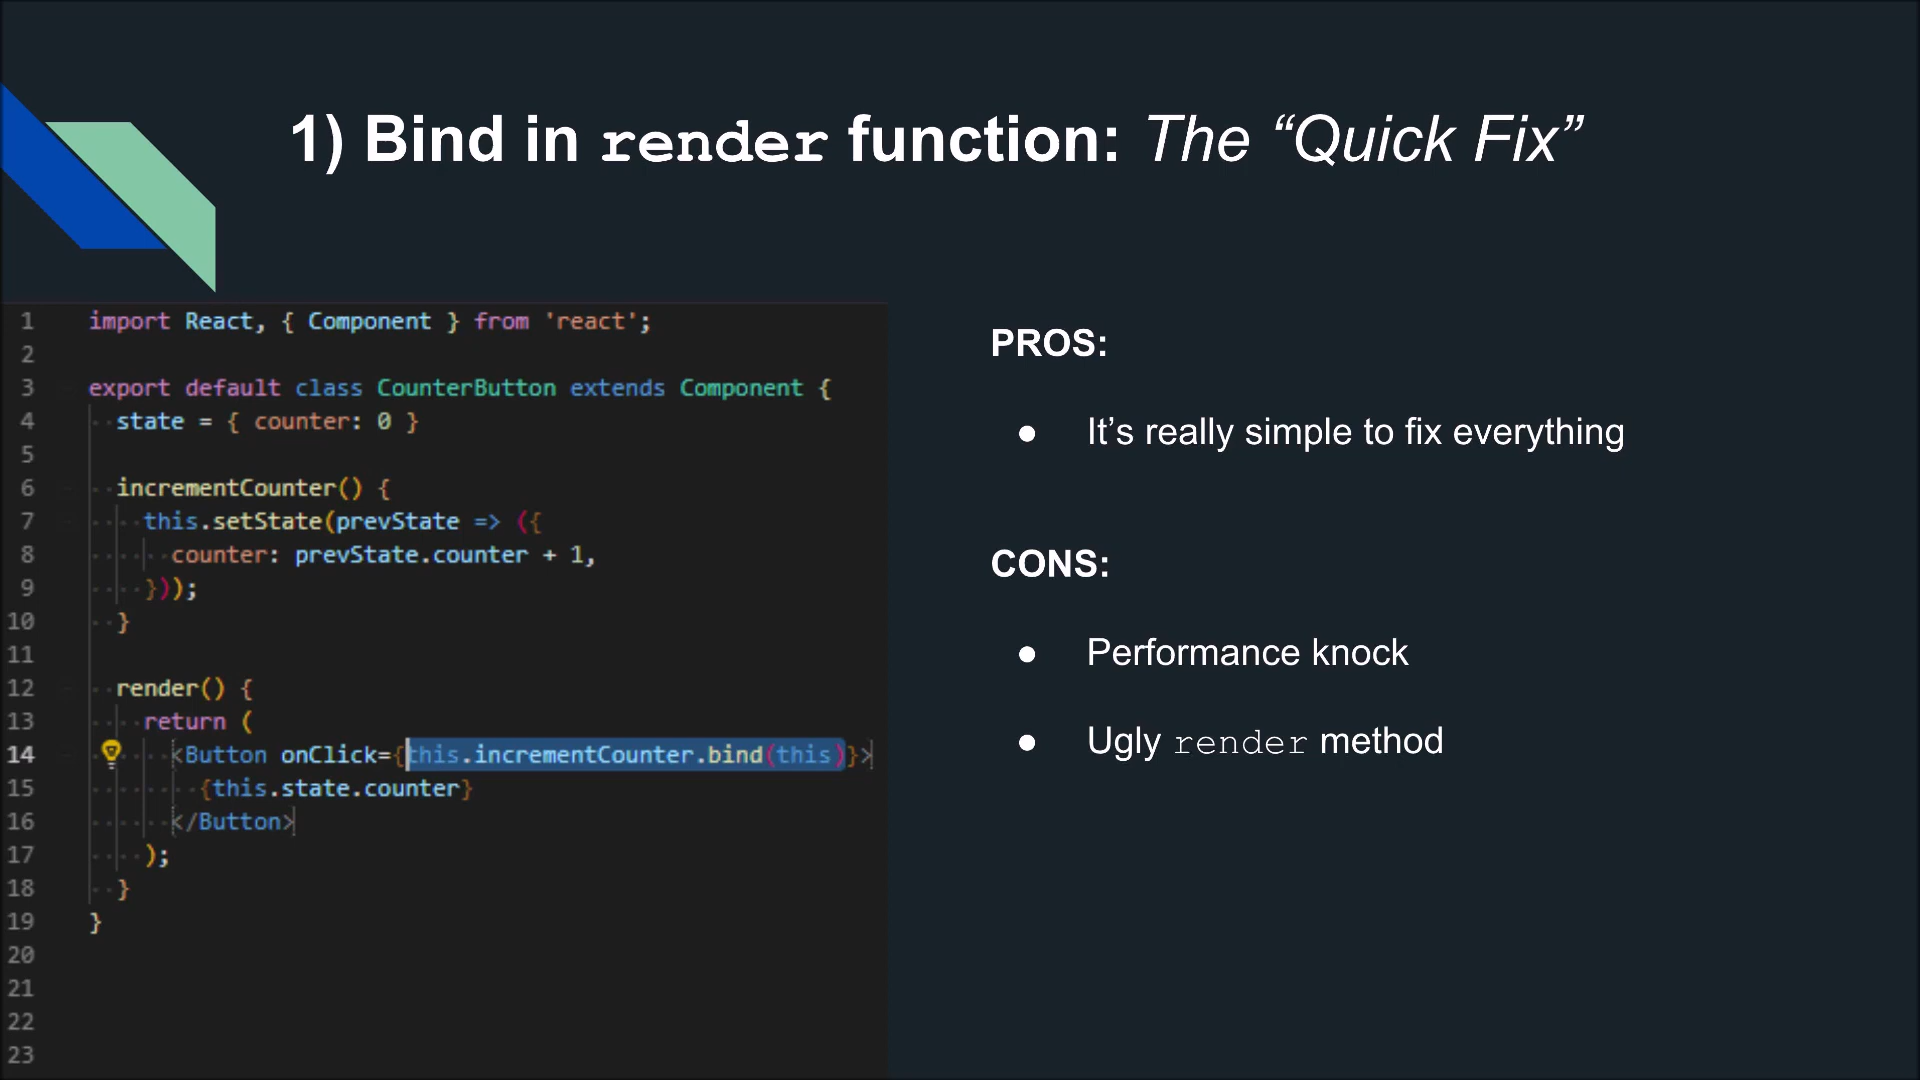 1) Bind in render function: The “Quick Fix”
1 import React, { Component } from 'react';
2
3 export default class CounterButton extends Component {
4 state = { counter: 0 }
5
6 incrementCounter() {
7 this.setState(prevState => ({
8 counter: prevState.counter + 1,
9 }));
10 }
11
12 render() {
13 return (
14 <Button onClick={this.incrementCounter.bind(this)}>
15 {this.state.counter}
16 </Button>
17 );
18 }
19 }
20
21
22
23
PROS:
● It’s really simple to fix everything
CONS:
● Performance knock
● Ugly render method